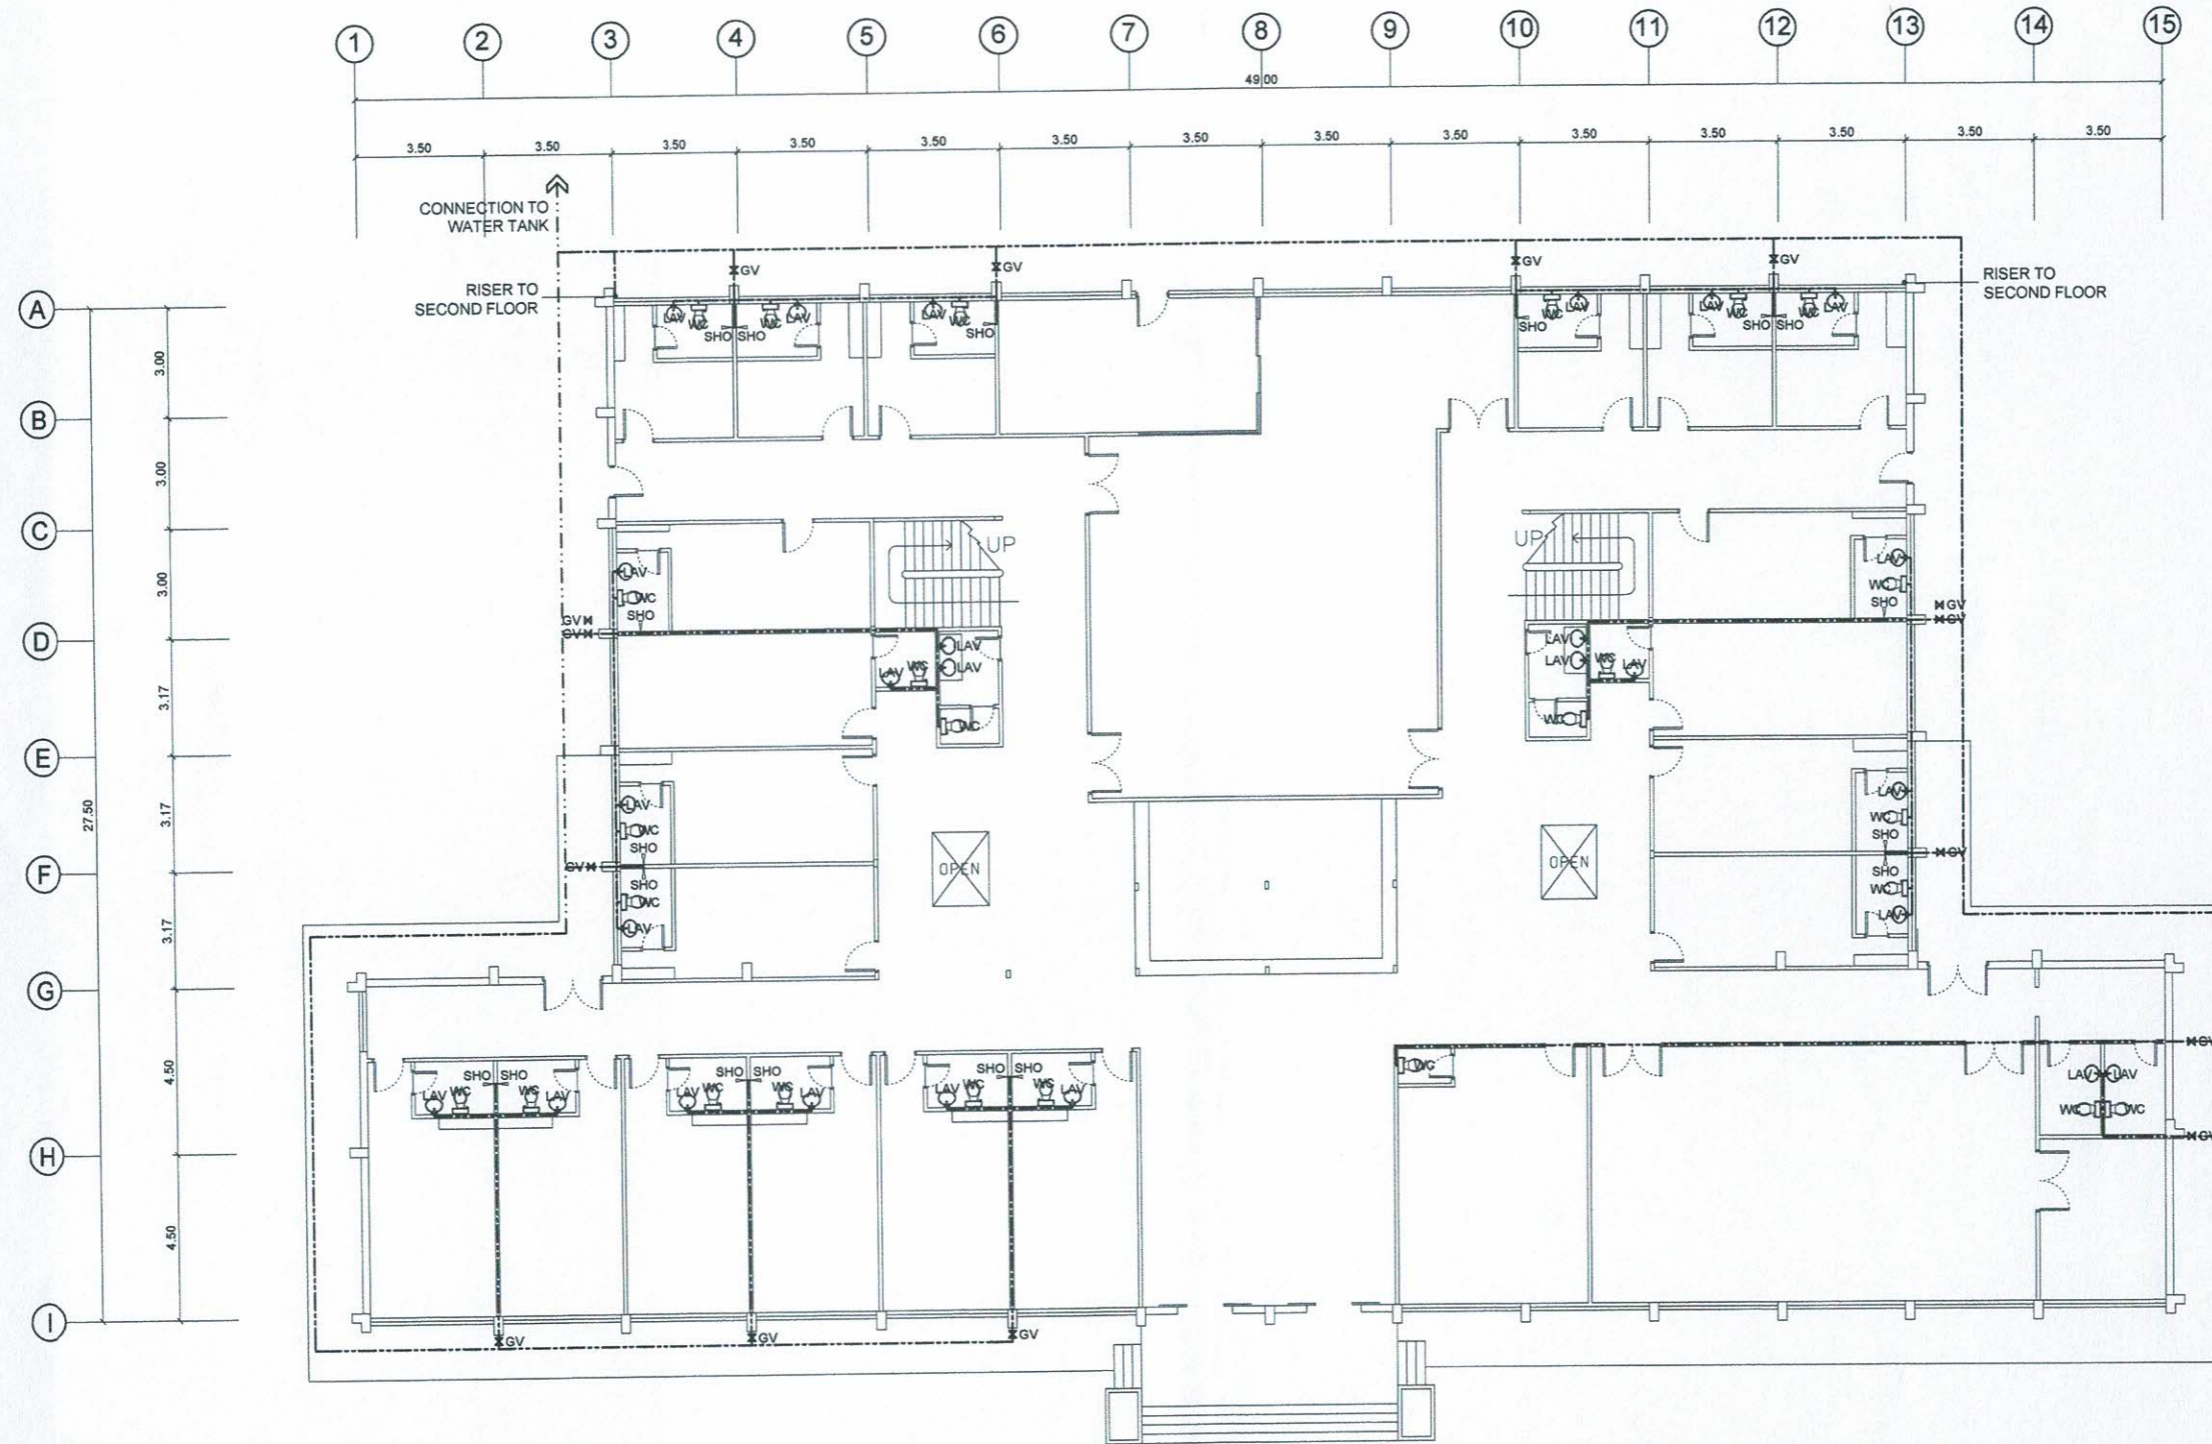 1 2 3 4 5 6 7 8 9 10 11 12 13 14 15
49.00
3.50 3.50 3.50 3.50 3.50 3.50 3.50 3.50 3.50 3.50 3.50 3.50 3.50 3.50
CONNECTION TO
WATER TANK
GV GV GV GV
RISER TO
SECOND FLOOR
RISER TO
SECOND FLOOR
A
LAV WC WC LAV LAV WC WC LAV LAV WC WC LAV
SHO SHO SHO SHO SHO SHO
3.00
B
3.00
C
UP UP
LAV LAV
3.00
WC WC
SHO SHO
GV GV
GV GV
D
LAV LAV
LAV WC LAV LAV WC LAV
3.17
WC WC
E
27.50
LAV LAV
3.17
WC WC
SHO SHO
GV OPEN OPEN GV
F
SHO SHO
WC WC
LAV LAV
3.17
G
GV
SHO SHO SHO SHO SHO SHO WC
4.50
LAV WC WC LAV LAV WC WC LAV LAV WC WC LAV LAV LAV
WC WC
GV
H
4.50
I
GV GV GV